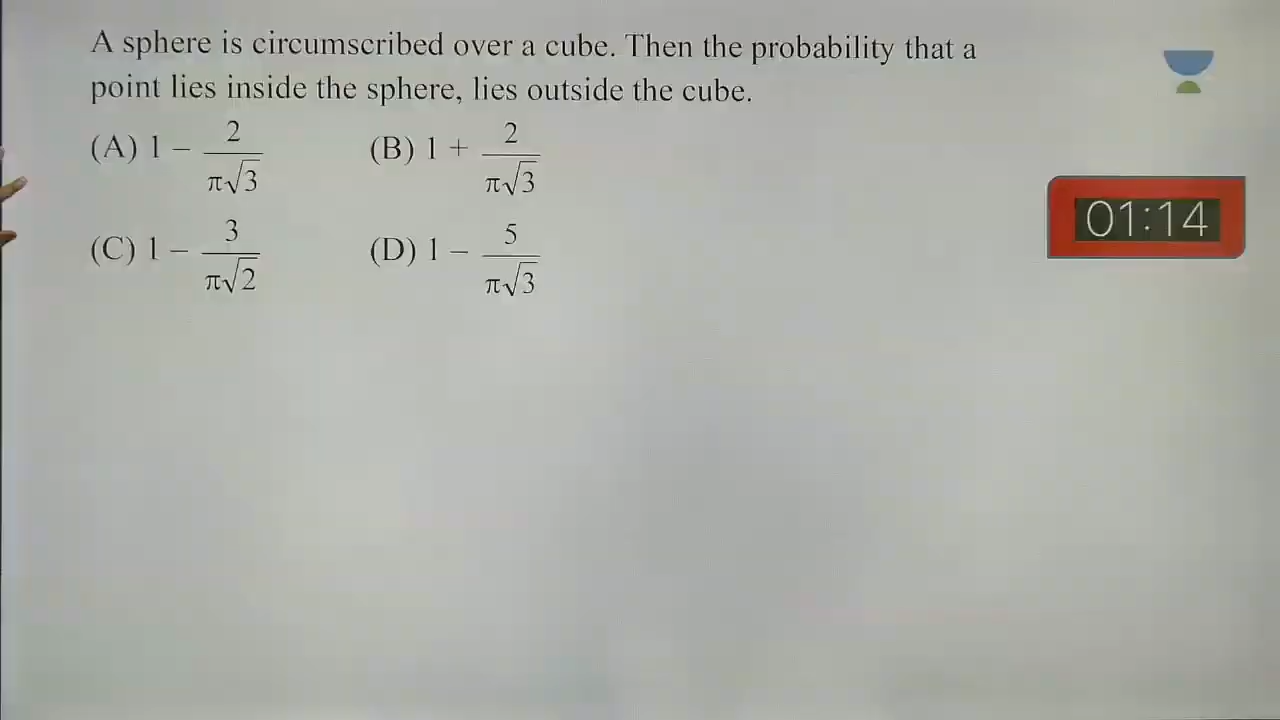 A sphere is circumscribed over a cube. Then the probability that a
point lies inside the sphere, lies outside the cube.
(A) 1 − 2/(π√3) (B) 1 + 2/(π√3)
(C) 1 − 3/(π√2) (D) 1 − 5/(π√3)
01:14